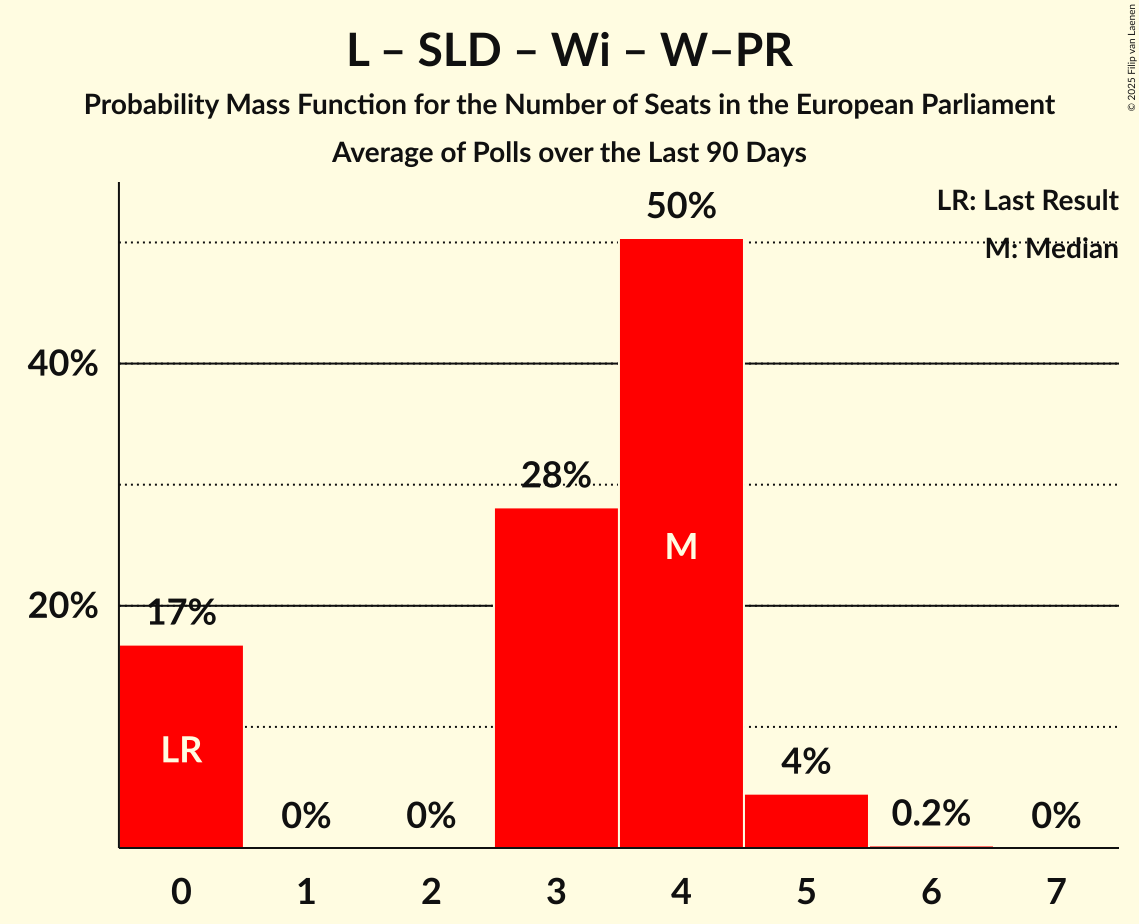 L – SLD – Wi – W–PR
Probability Mass Function for the Number of Seats in the European Parliament
Average of Polls over the Last 90 Days
© 2025 Filip van Laenen
LR: Last Result
M: Median
50%
40%
28%
M
20%
17%
LR
0%
0%
4%
0.2%
0%
0 1 2 3 4 5 6 7